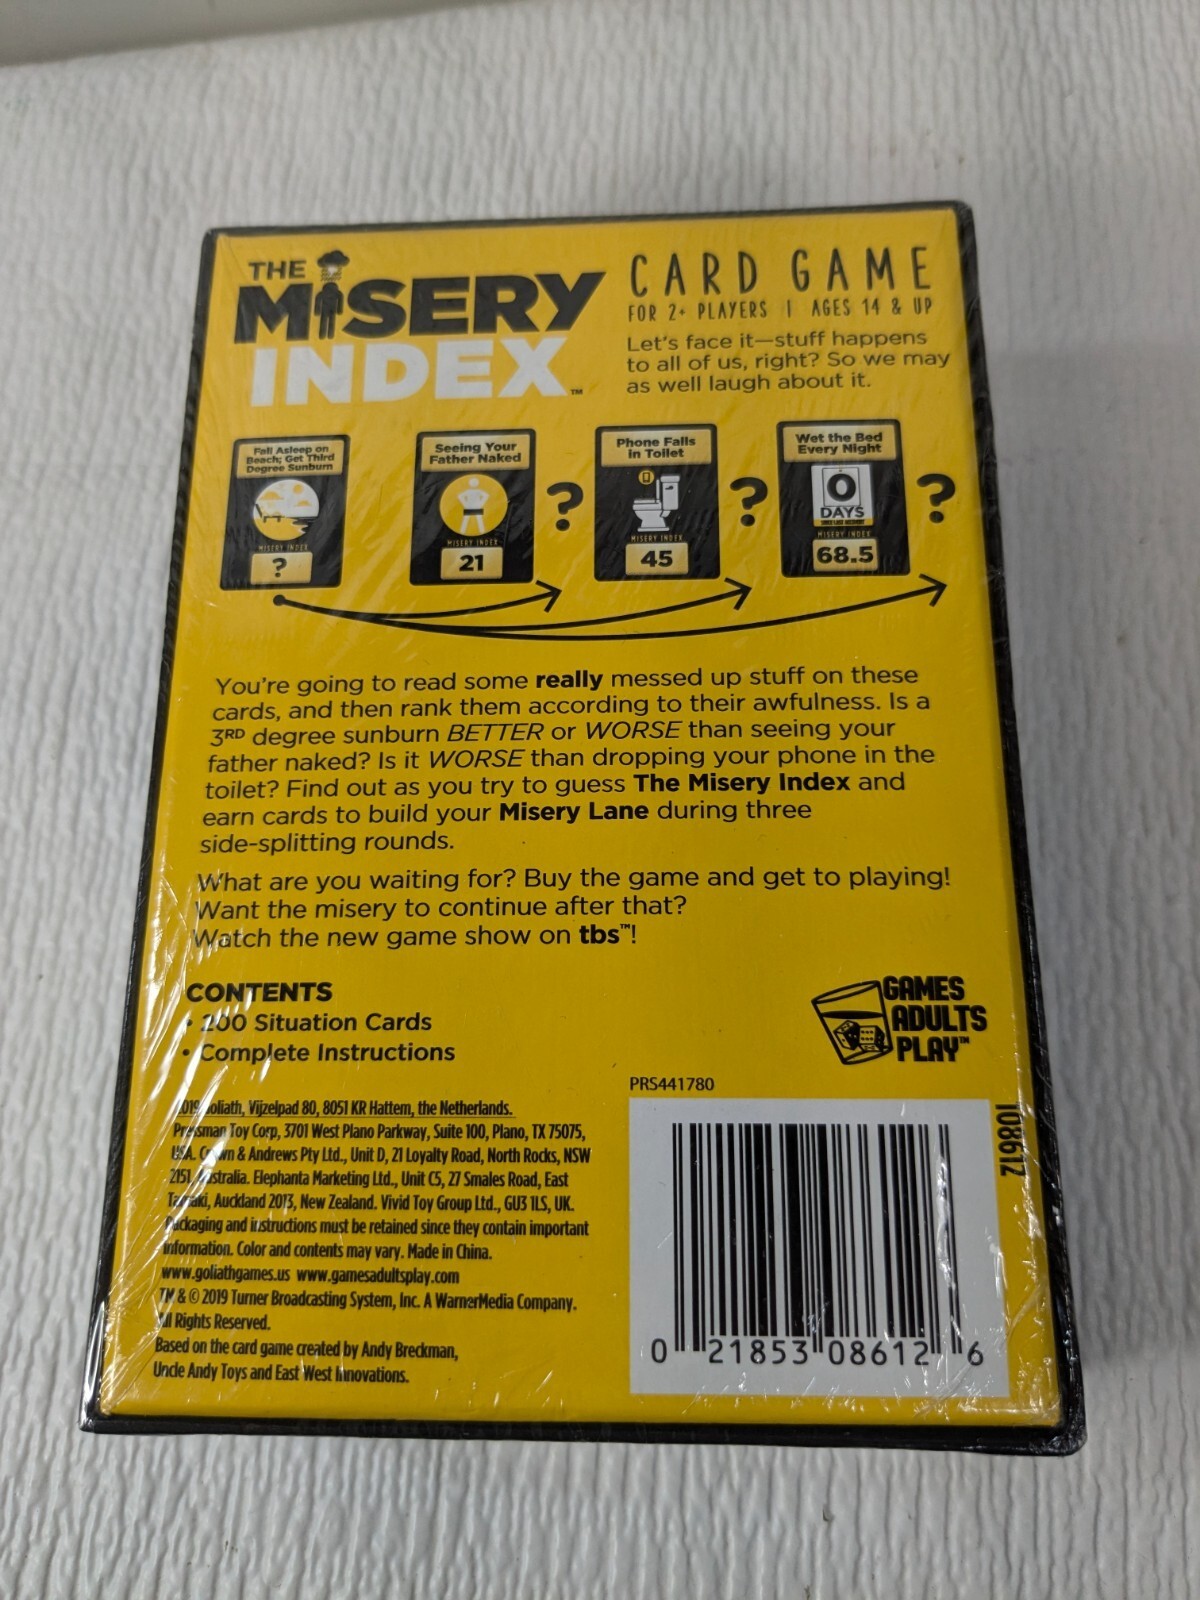 THE
MISERY
INDEX™
CARD GAME
FOR 2+ PLAYERS | AGES 14 & UP
Let's face it—stuff happens
to all of us, right? So we may
as well laugh about it.
Fall Asleep on
Beach; Get Third
Degree Sunburn
MISERY INDEX
?
Seeing Your
Father Naked
MISERY INDEX
21
?
Phone Falls
in Toilet
MISERY INDEX
45
?
Wet the Bed
Every Night
0
DAYS
MISERY INDEX
68.5
?
You're going to read some really messed up stuff on these
cards, and then rank them according to their awfulness. Is a
3RD degree sunburn BETTER or WORSE than seeing your
father naked? Is it WORSE than dropping your phone in the
toilet? Find out as you try to guess The Misery Index and
earn cards to build your Misery Lane during three
side-splitting rounds.
What are you waiting for? Buy the game and get to playing!
Want the misery to continue after that?
Watch the new game show on tbs™!
CONTENTS
• 200 Situation Cards
• Complete Instructions
GAMES
ADULTS
PLAY™
PRS441780
2019 Goliath, Vijzelpad 80, 8051 KR Hattem, the Netherlands.
Pressman Toy Corp, 3701 West Plano Parkway, Suite 100, Plano, TX 75075,
USA. Crown & Andrews Pty Ltd., Unit D, 21 Loyalty Road, North Rocks, NSW
2151, Australia. Elephanta Marketing Ltd., Unit C5, 27 Smales Road, East
Tamaki, Auckland 2013, New Zealand. Vivid Toy Group Ltd., GU3 1LS, UK.
Packaging and instructions must be retained since they contain important
information. Color and contents may vary. Made in China.
www.goliathgames.us www.gamesadultsplay.com
TM & © 2019 Turner Broadcasting System, Inc. A WarnerMedia Company.
All Rights Reserved.
Based on the card game created by Andy Breckman,
Uncle Andy Toys and East West Innovations.
108612
0 21853 08612 6